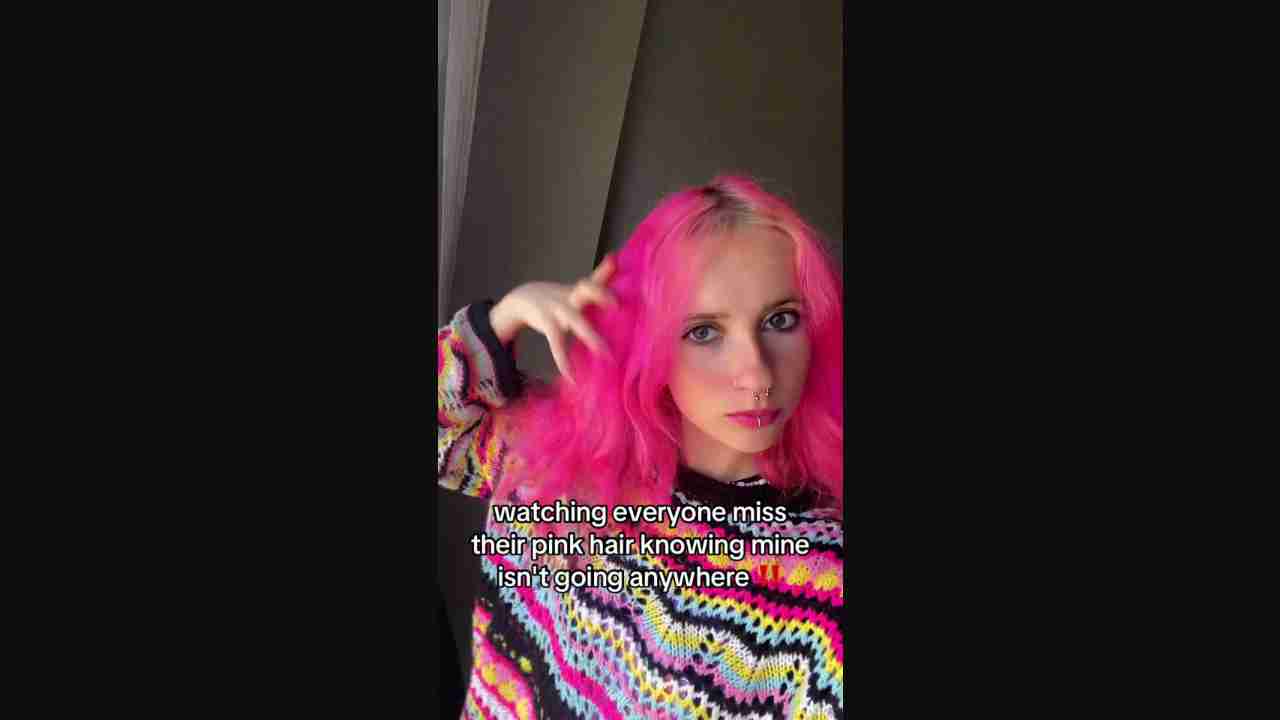 watching everyone miss
their pink hair knowing mine
isn't going anywhere ‼️